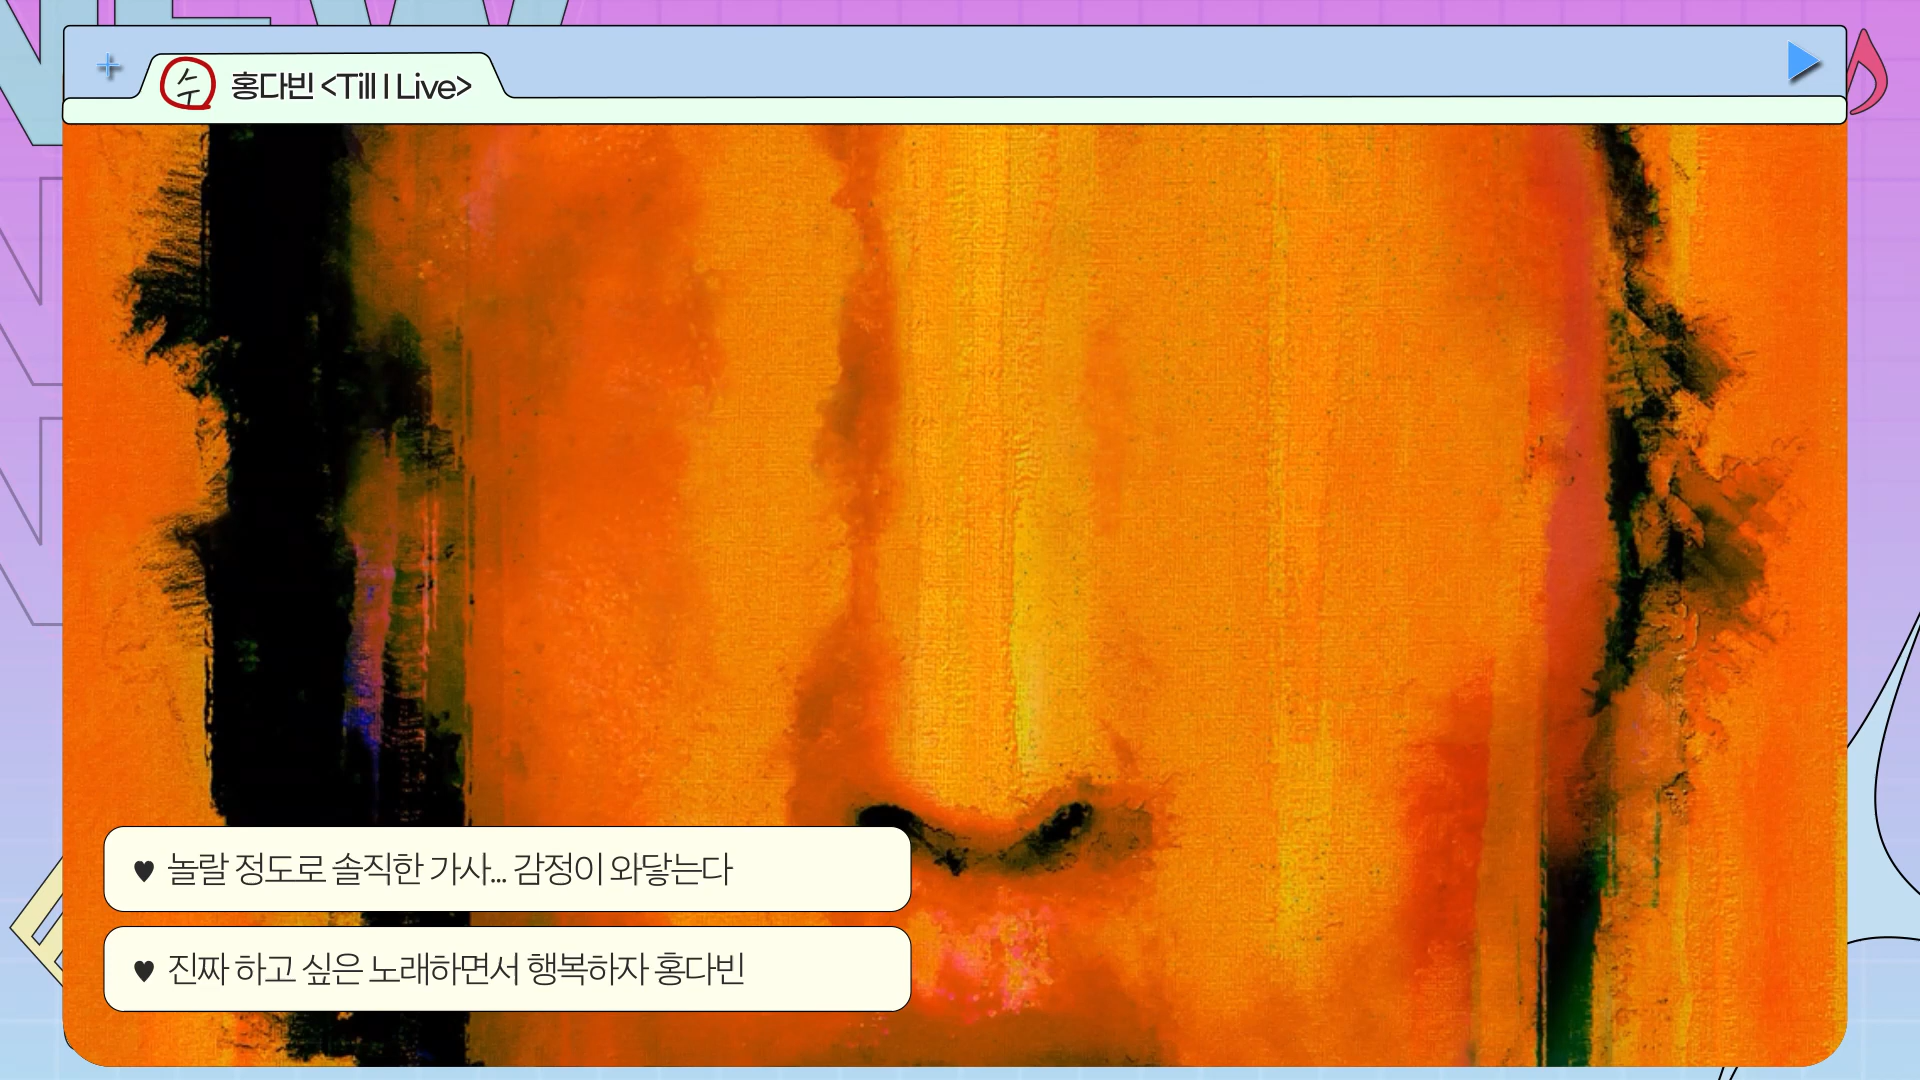 NEW
수 홍다빈 <Till I Live>
♥ 놀랄 정도로 솔직한 가사... 감정이 와닿는다
♥ 진짜 하고 싶은 노래하면서 행복하자 홍다빈